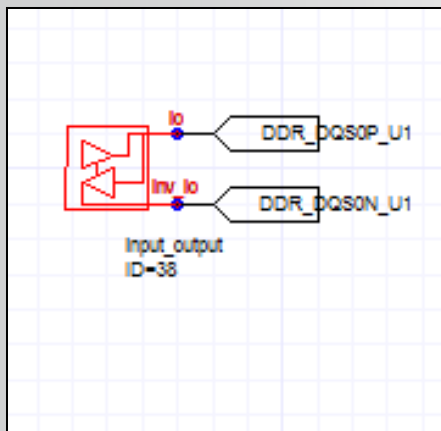 Io
DDR_DQS0P_U1
Inv_Io
DDR_DQS0N_U1
Input_output
ID=38